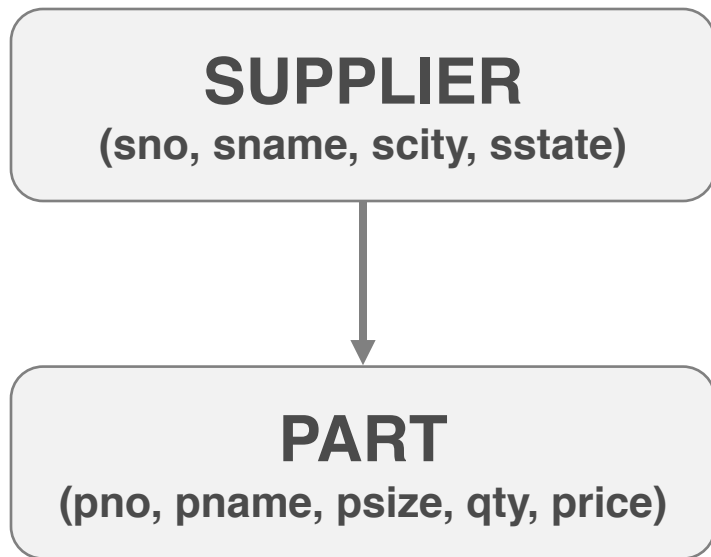 SUPPLIER
(sno, sname, scity, sstate)
PART
(pno, pname, psize, qty, price)